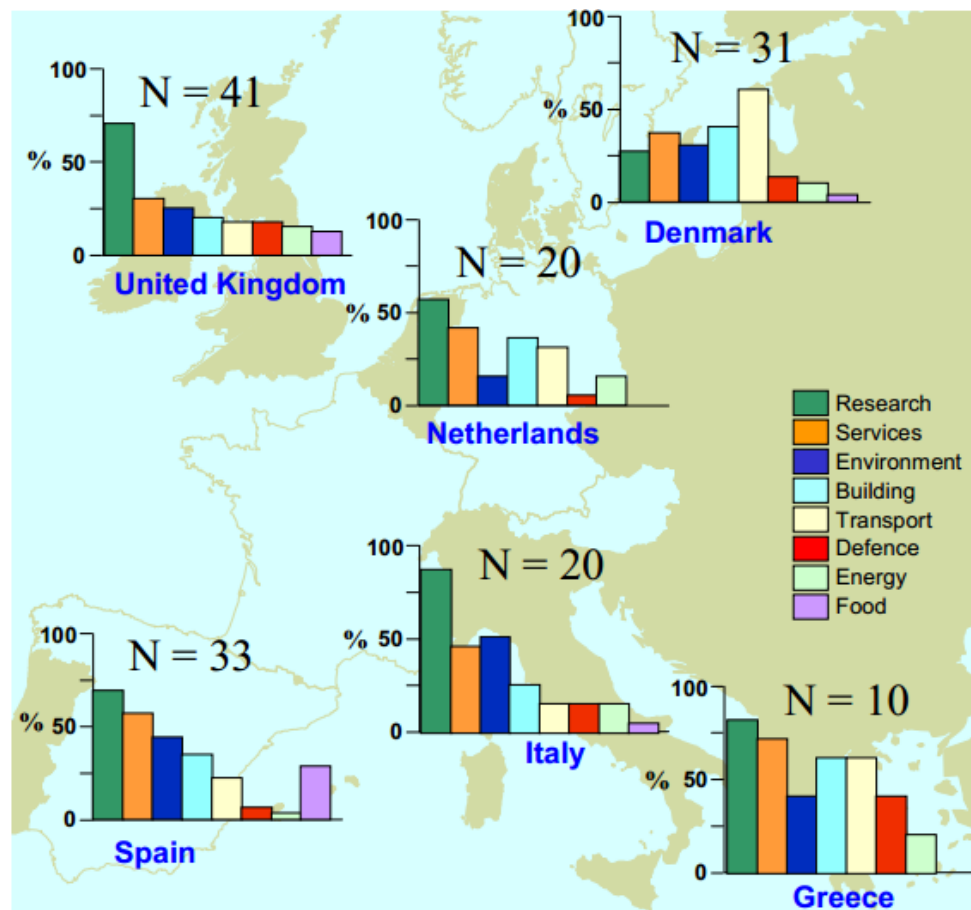 100
N = 41
% 50
0
United Kingdom
100
N = 31
%
50
0
Denmark
100
N = 20
% 50
0
Netherlands
Research
Services
Environment
Building
Transport
Defence
Energy
Food
100
N = 20
%
50
0
Italy
100
N = 33
% 50
0
Spain
100
N = 10
%
50
0
Greece